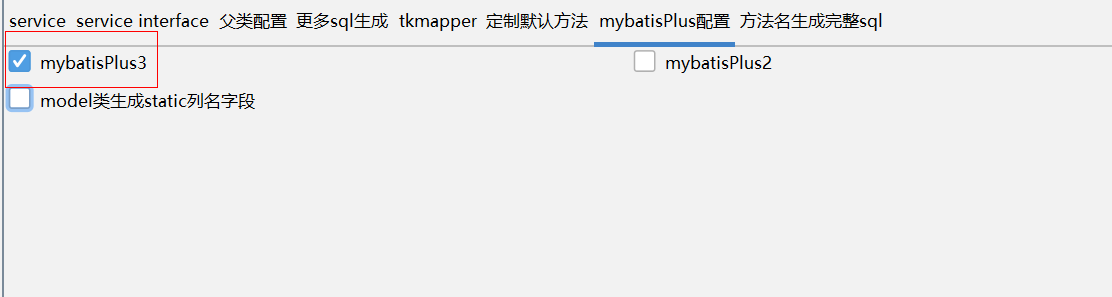 service service interface 父类配置 更多sql生成 tkmapper 定制默认方法 mybatisPlus配置 方法名生成完整sql
mybatisPlus3 mybatisPlus2
model类生成static列名字段